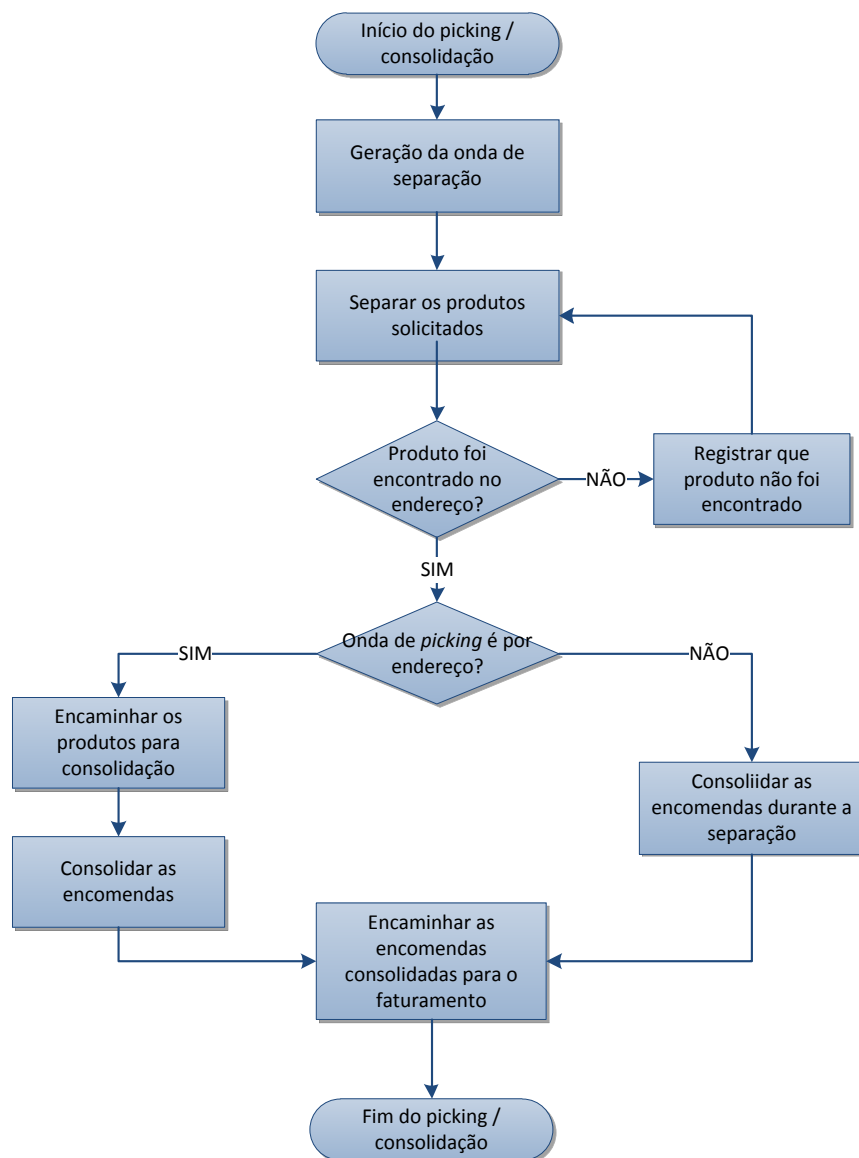 Início do picking /
consolidação
Geração da onda de
separação
Separar os produtos
solicitados
Produto foi
encontrado no
endereço?
NÃO
Registrar que
produto não foi
encontrado
SIM
Onda de picking é por
endereço?
SIM
NÃO
Encaminhar os
produtos para
consolidação
Consoliidar as
encomendas durante a
separação
Consolidar as
encomendas
Encaminhar as
encomendas
consolidadas para o
faturamento
Fim do picking /
consolidação